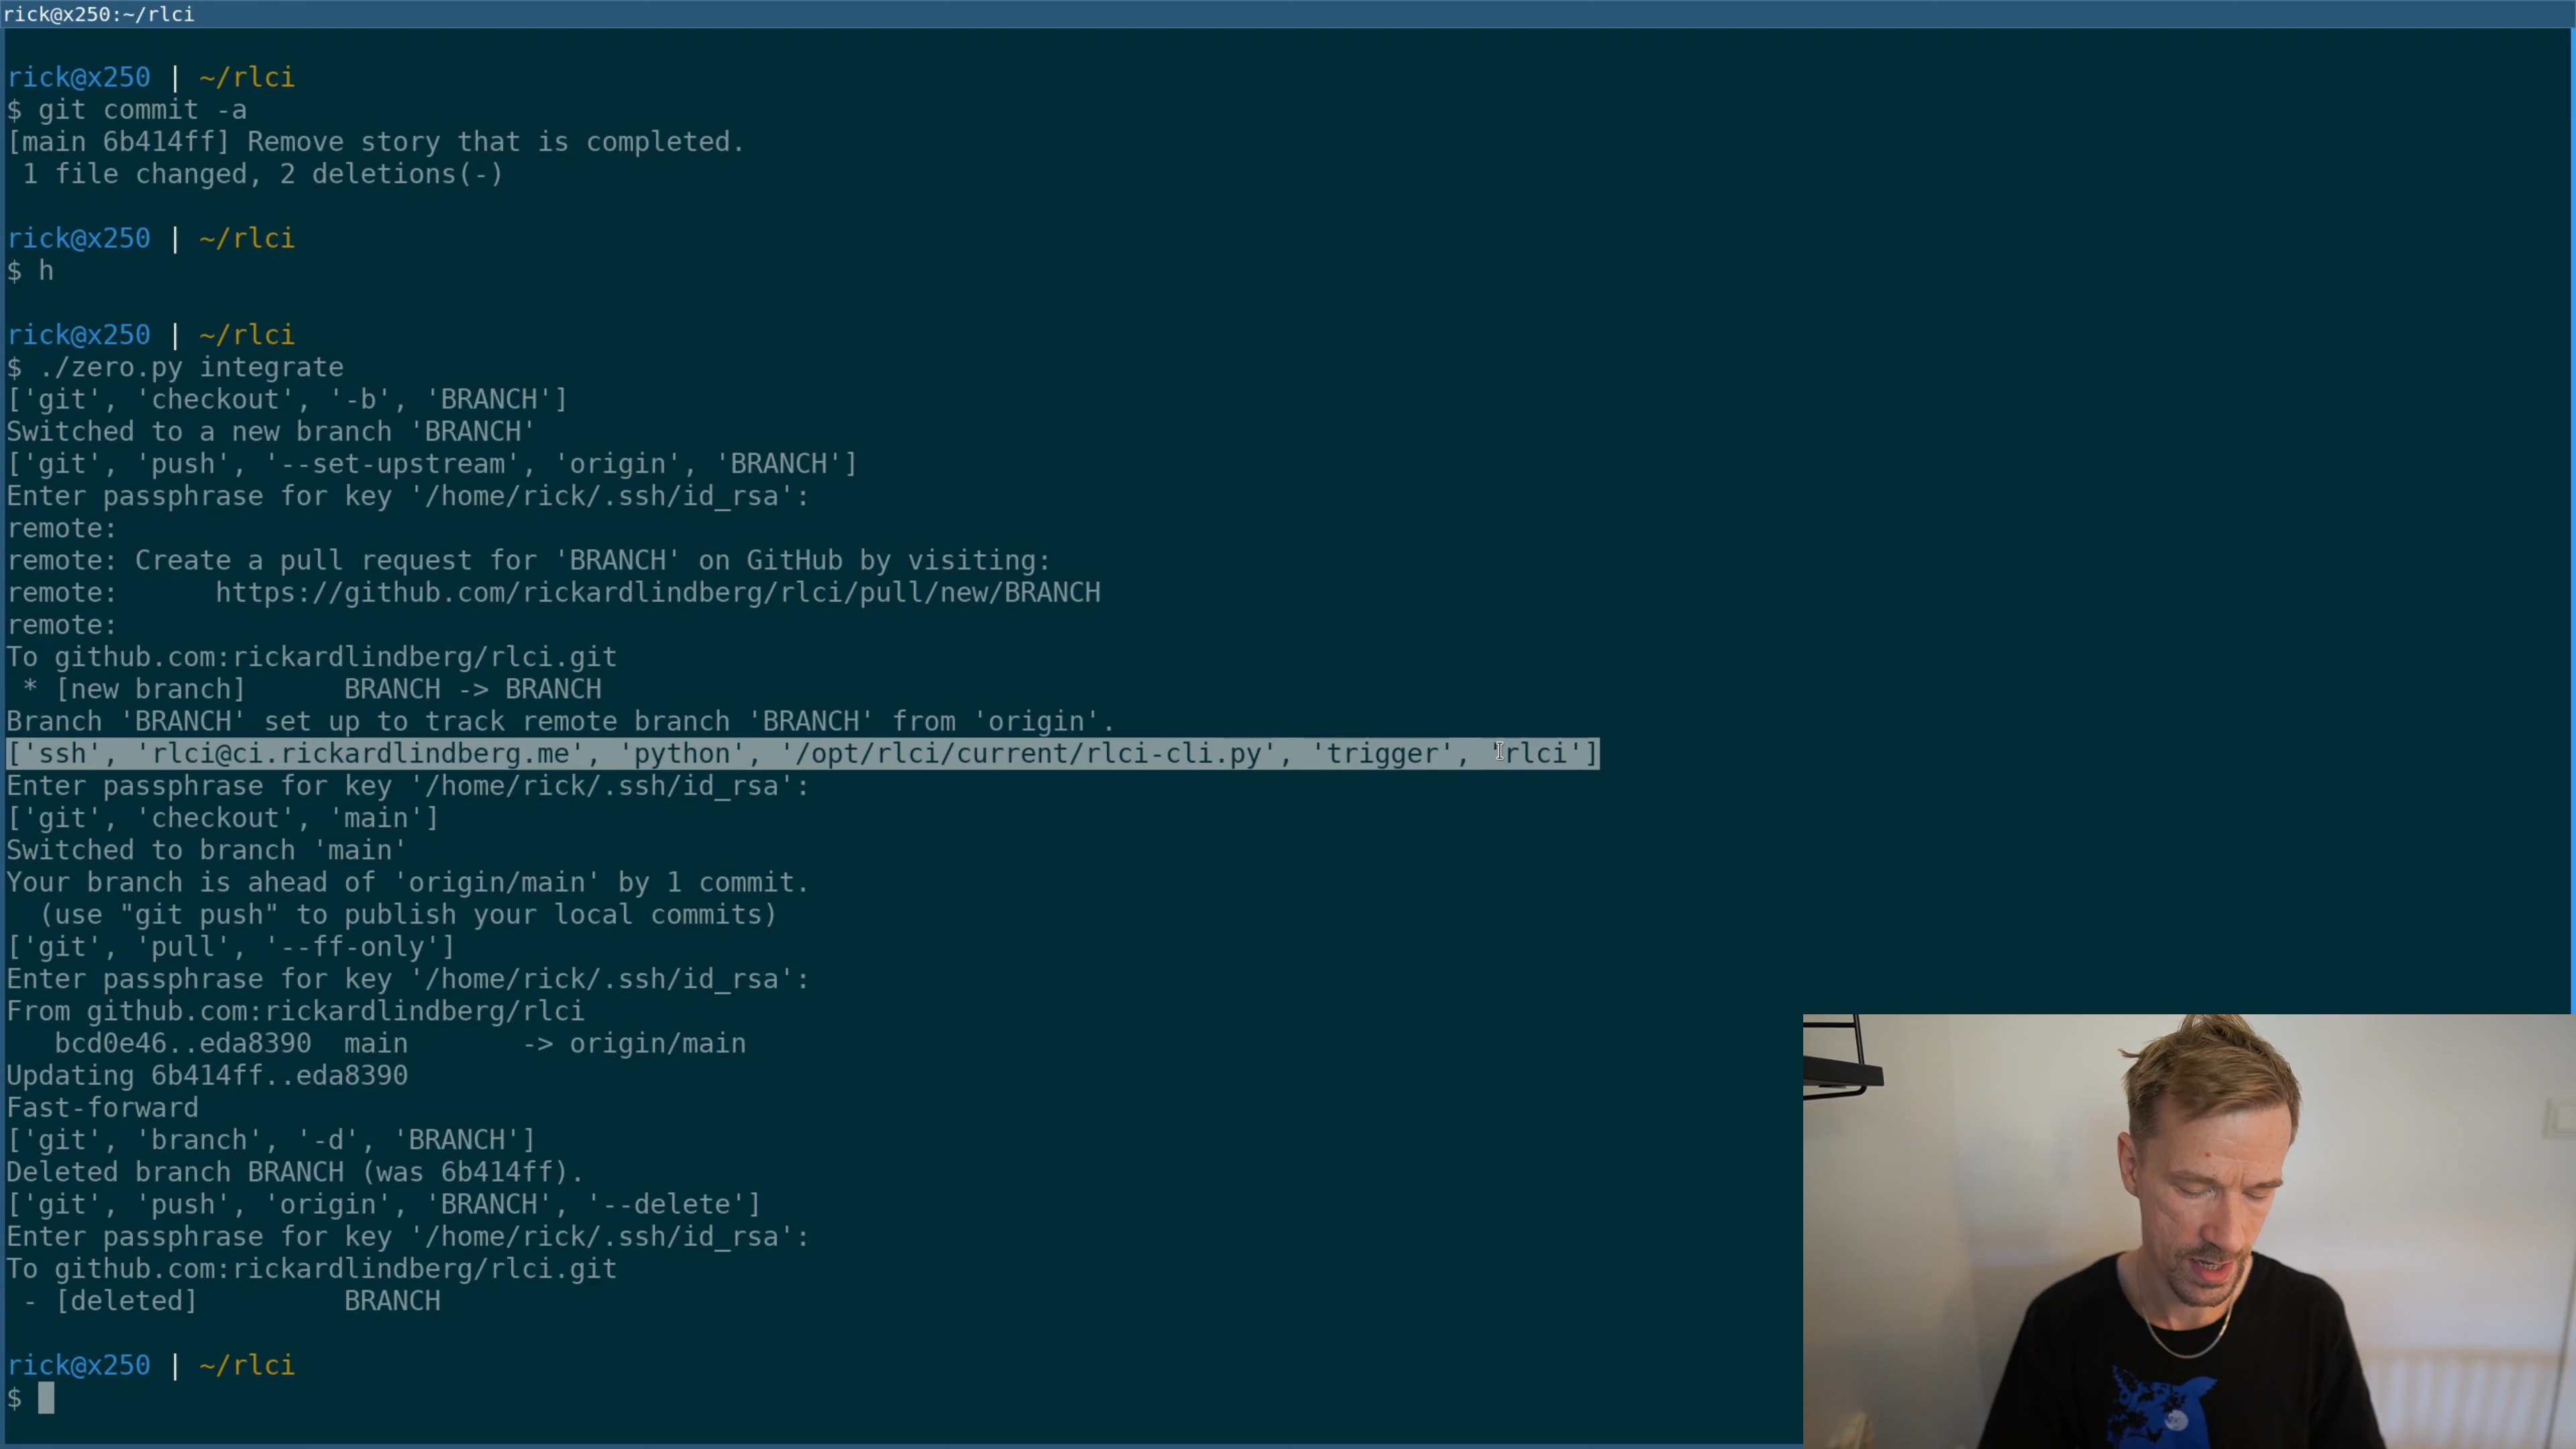 rick@x250:~/rlci
rick@x250 | ~/rlci
$ git commit -a
[main 6b414ff] Remove story that is completed.
 1 file changed, 2 deletions(-)
rick@x250 | ~/rlci
$ h
rick@x250 | ~/rlci
$ ./zero.py integrate
['git', 'checkout', '-b', 'BRANCH']
Switched to a new branch 'BRANCH'
['git', 'push', '--set-upstream', 'origin', 'BRANCH']
Enter passphrase for key '/home/rick/.ssh/id_rsa':
remote:
remote: Create a pull request for 'BRANCH' on GitHub by visiting:
remote:      https://github.com/rickardlindberg/rlci/pull/new/BRANCH
remote:
To github.com:rickardlindberg/rlci.git
 * [new branch]      BRANCH -> BRANCH
Branch 'BRANCH' set up to track remote branch 'BRANCH' from 'origin'.
['ssh', 'rlci@ci.rickardlindberg.me', 'python', '/opt/rlci/current/rlci-cli.py', 'trigger', 'rlci']
Enter passphrase for key '/home/rick/.ssh/id_rsa':
['git', 'checkout', 'main']
Switched to branch 'main'
Your branch is ahead of 'origin/main' by 1 commit.
  (use "git push" to publish your local commits)
['git', 'pull', '--ff-only']
Enter passphrase for key '/home/rick/.ssh/id_rsa':
From github.com:rickardlindberg/rlci
   bcd0e46..eda8390  main       -> origin/main
Updating 6b414ff..eda8390
Fast-forward
['git', 'branch', '-d', 'BRANCH']
Deleted branch BRANCH (was 6b414ff).
['git', 'push', 'origin', 'BRANCH', '--delete']
Enter passphrase for key '/home/rick/.ssh/id_rsa':
To github.com:rickardlindberg/rlci.git
 - [deleted]         BRANCH
rick@x250 | ~/rlci
$